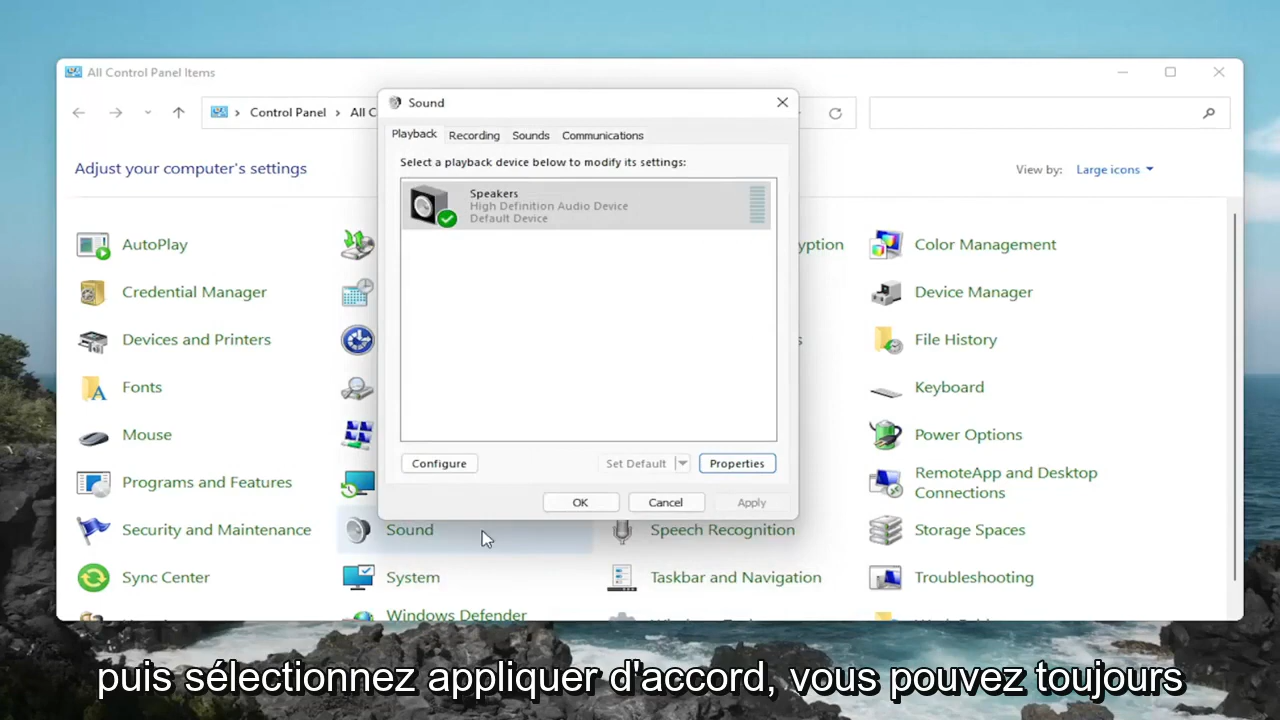 All Control Panel Items
Control Panel
All C
Adjust your computer's settings
View by:
Large icons
Sound
Playback
Recording
Sounds
Communications
Select a playback device below to modify its settings:
Speakers
High Definition Audio Device
Default Device
Configure
Set Default
Properties
OK
Cancel
Apply
AutoPlay
yption
Color Management
Credential Manager
Device Manager
Devices and Printers
s
File History
Fonts
Keyboard
Mouse
Power Options
Programs and Features
RemoteApp and Desktop
Connections
Security and Maintenance
Sound
Speech Recognition
Storage Spaces
Sync Center
System
Taskbar and Navigation
Troubleshooting
Windows Defender
puis sélectionnez appliquer d'accord, vous pouvez toujours